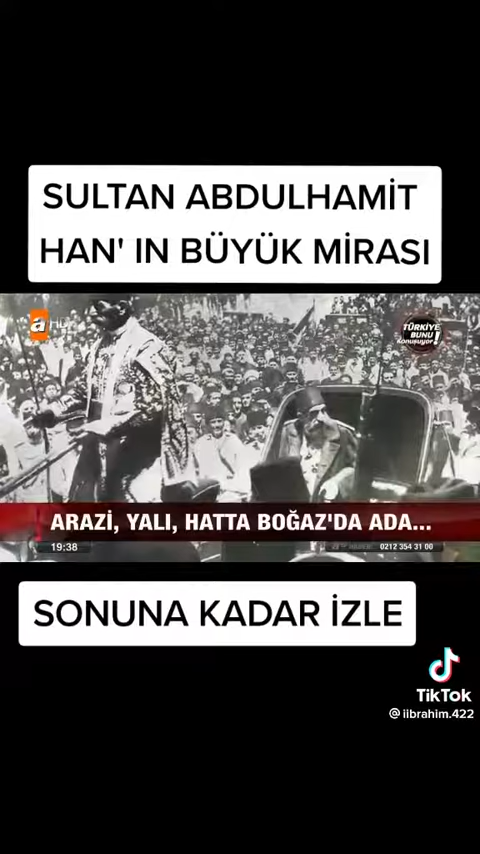 SULTAN ABDULHAMİT
HAN' IN BÜYÜK MİRASI
a
TÜRKİYE
BUNU
Konuşuyor!
ARAZİ, YALI, HATTA BOĞAZ'DA ADA...
19:38
0212 354 31 00
SONUNA KADAR İZLE
TikTok
@iibrahim.422